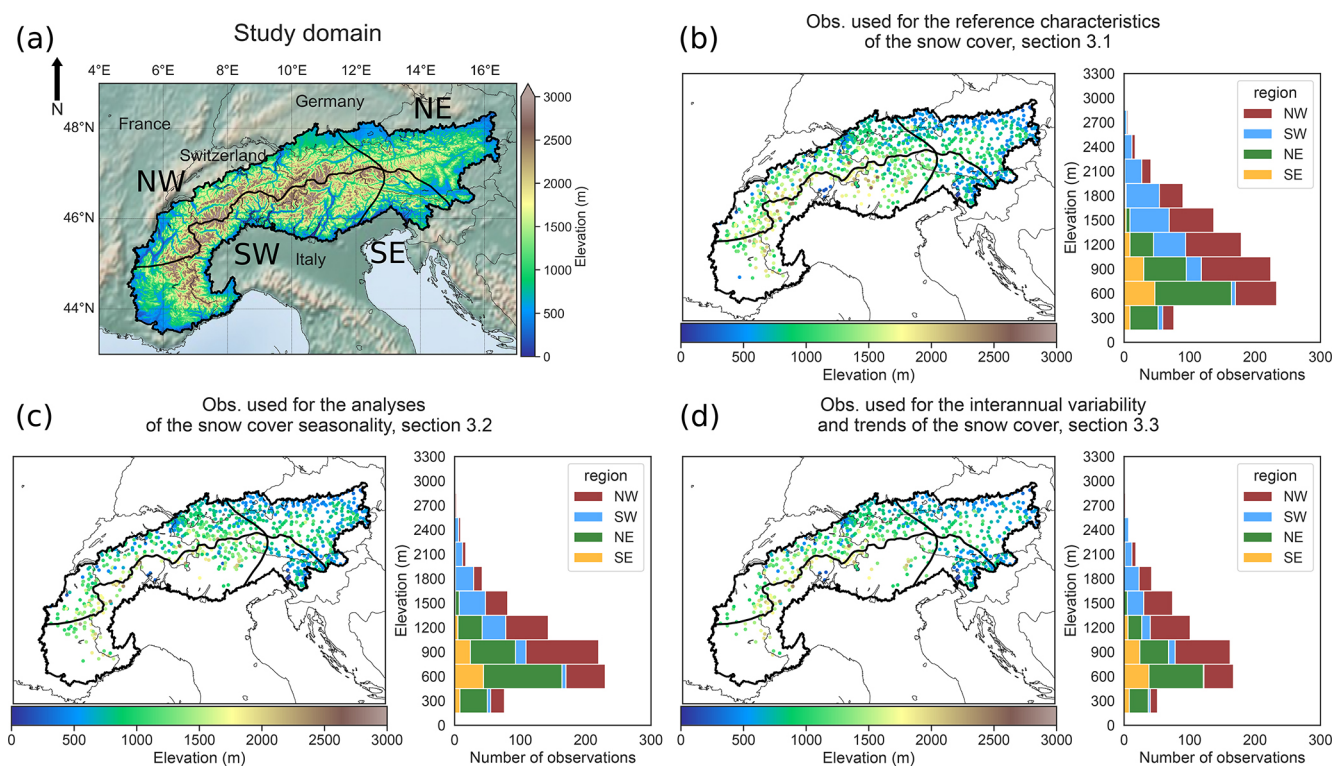 (a)
Study domain
N
4°E 6°E 8°E 10°E 12°E 14°E 16°E
48°N
46°N
44°N
Germany
NE
France
Switzerland
NW
SW
Italy
SE
3000
2500
2000
1500
1000
500
0
Elevation (m)
(b)
Obs. used for the reference characteristics
of the snow cover, section 3.1
0 500 1000 1500 2000 2500 3000
Elevation (m)
Elevation (m)
3300
3000
2700
2400
2100
1800
1500
1200
900
600
300
0
region
NW
SW
NE
SE
0 100 200 300
Number of observations
(c)
Obs. used for the analyses
of the snow cover seasonality, section 3.2
0 500 1000 1500 2000 2500 3000
Elevation (m)
Elevation (m)
3300
3000
2700
2400
2100
1800
1500
1200
900
600
300
0
region
NW
SW
NE
SE
0 100 200 300
Number of observations
(d)
Obs. used for the interannual variability
and trends of the snow cover, section 3.3
0 500 1000 1500 2000 2500 3000
Elevation (m)
Elevation (m)
3300
3000
2700
2400
2100
1800
1500
1200
900
600
300
0
region
NW
SW
NE
SE
0 100 200 300
Number of observations